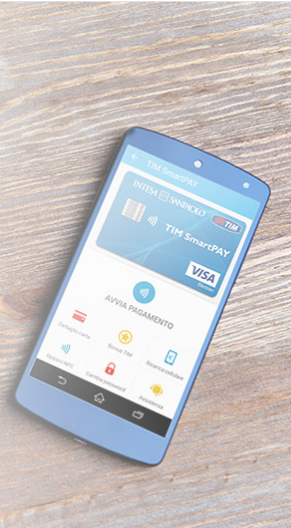 TIM SmartPAY
INTESA SANPAOLO
TIM
TIM SmartPAY
VISA
Electron
AVVIA PAGAMENTO
Dettaglio carta
Bonus TIM
Ricarica cellulare
Opzioni NFC
Cambia password
Assistenza